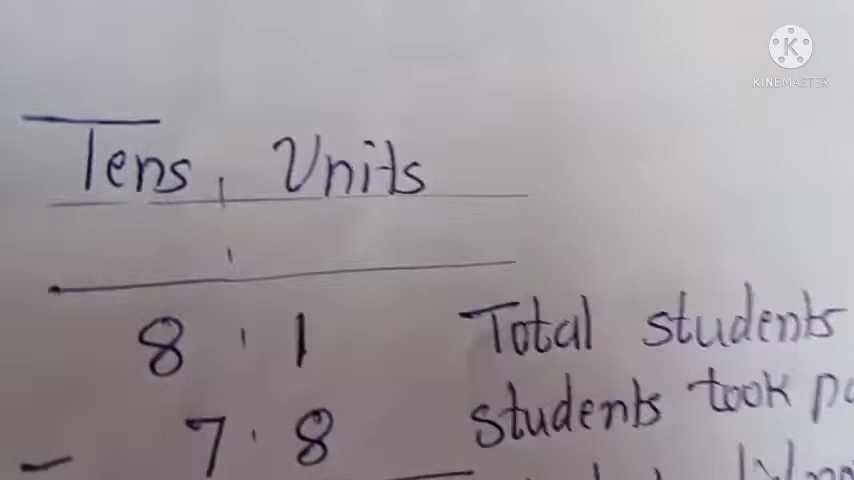 KINEMASTER
Tens, Units
8 1 Total students
- 7 8 students took